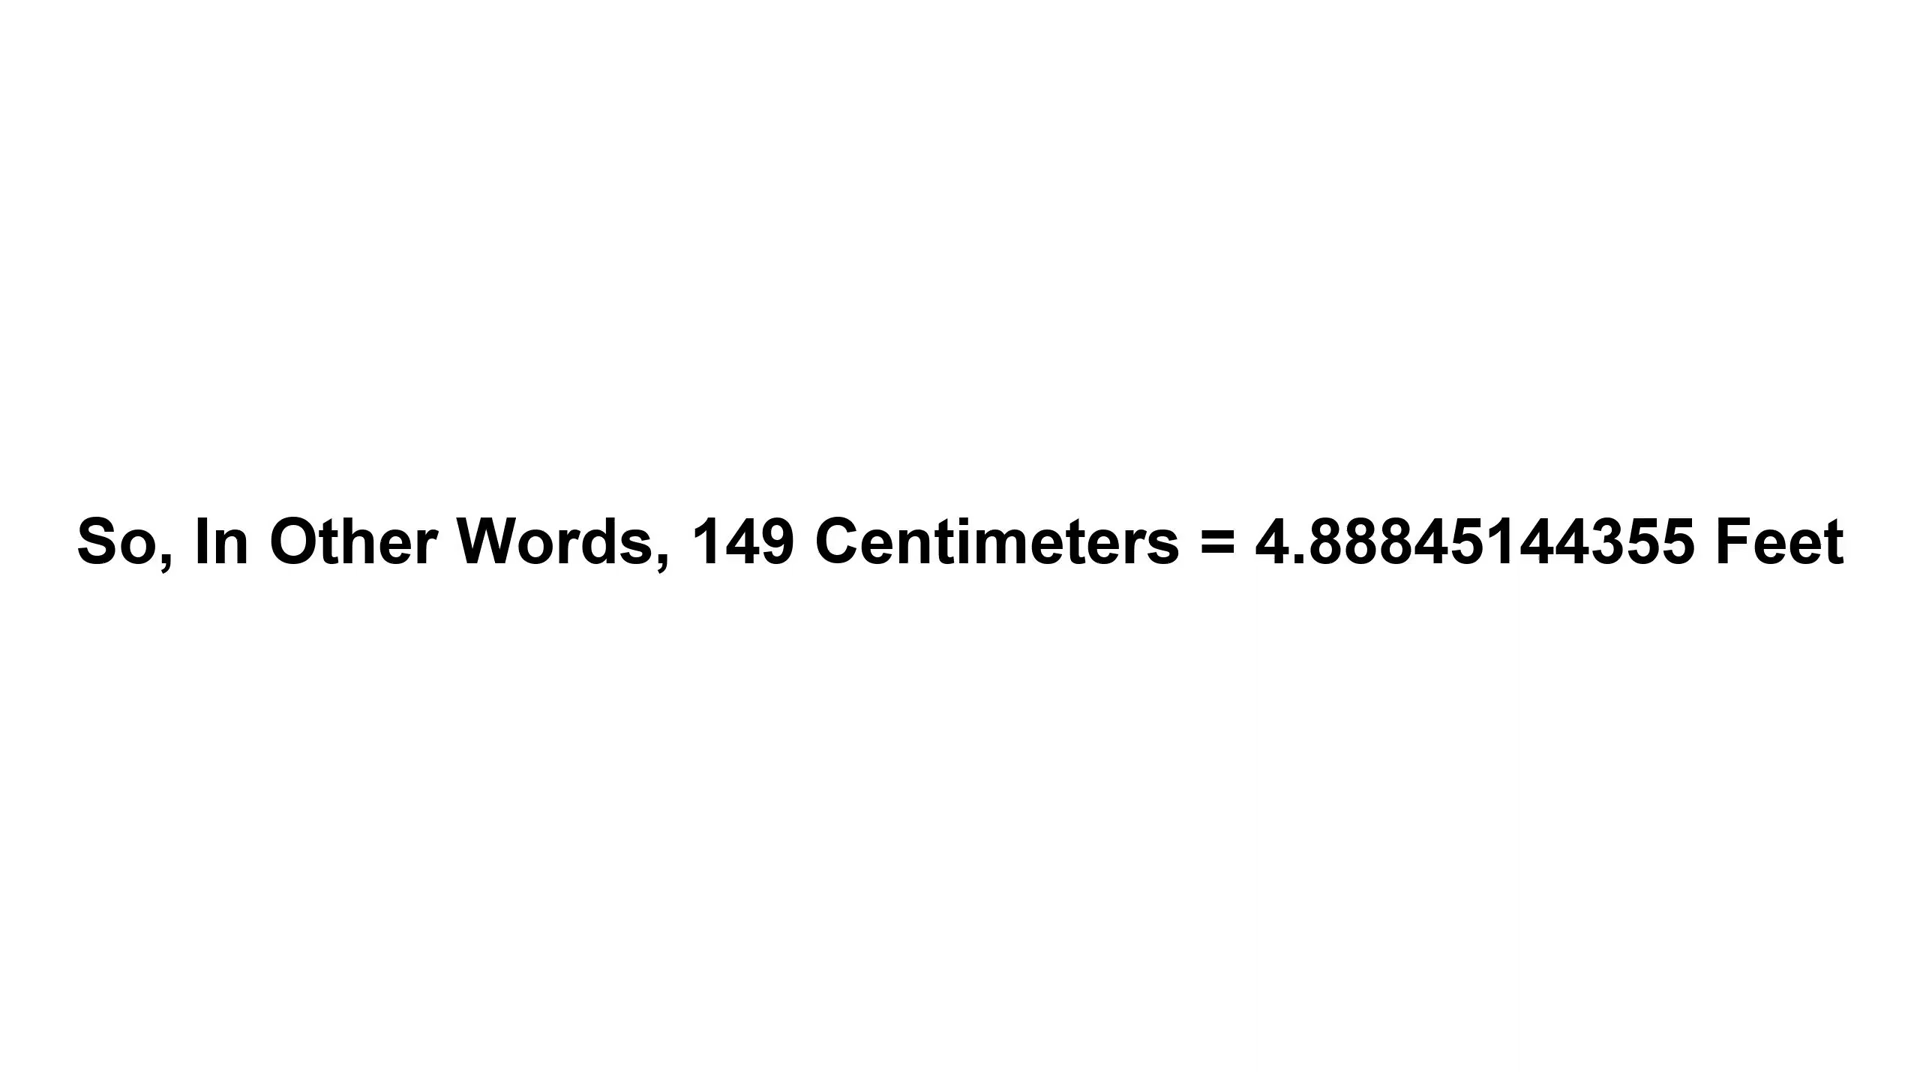 So, In Other Words, 149 Centimeters = 4.88845144355 Feet